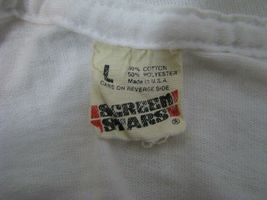 L
50% COTTON
50% POLYESTER
Made in U.S.A.
CARE ON REVERSE SIDE
SCREEN
STARS®